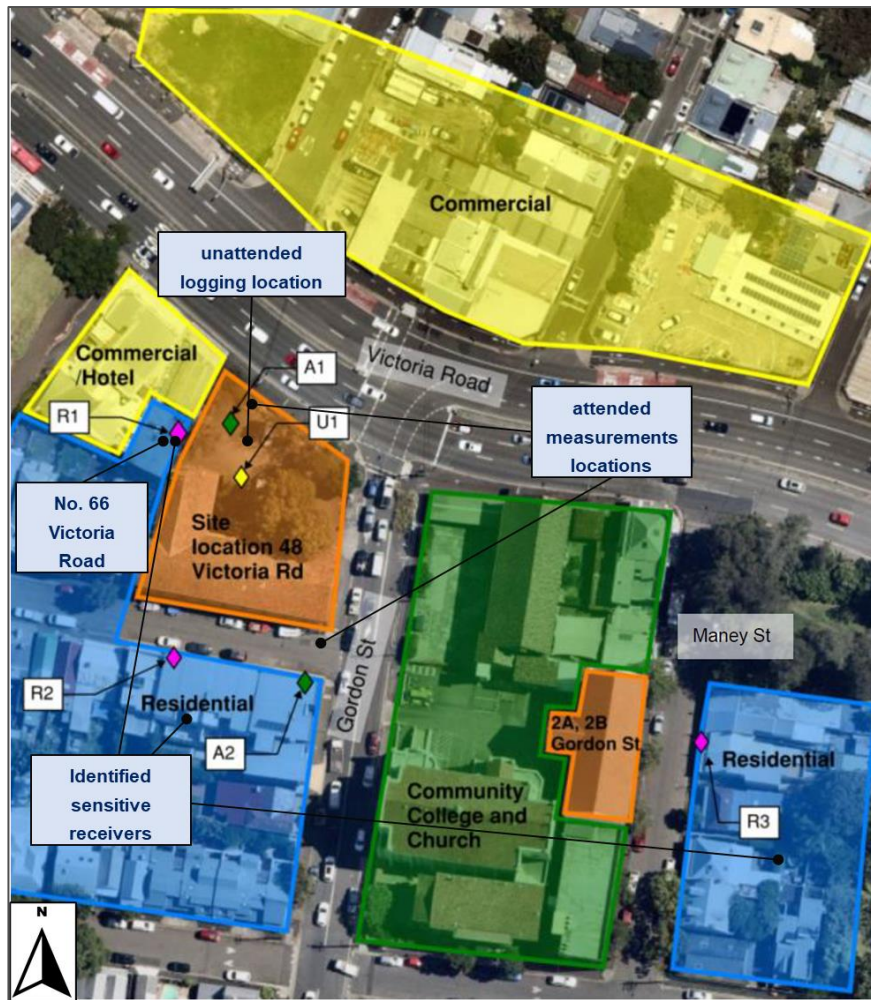 Commercial
unattended
logging location
Victoria Road
Commercial
/Hotel
A1
R1
U1
attended
measurements
locations
No. 66
Victoria
Road
Site
location 48
Victoria Rd
Maney St
Gordon St
R2
Residential
A2
2A, 2B
Gordon St
Residential
Identified
sensitive
receivers
Community
College and
Church
R3
N